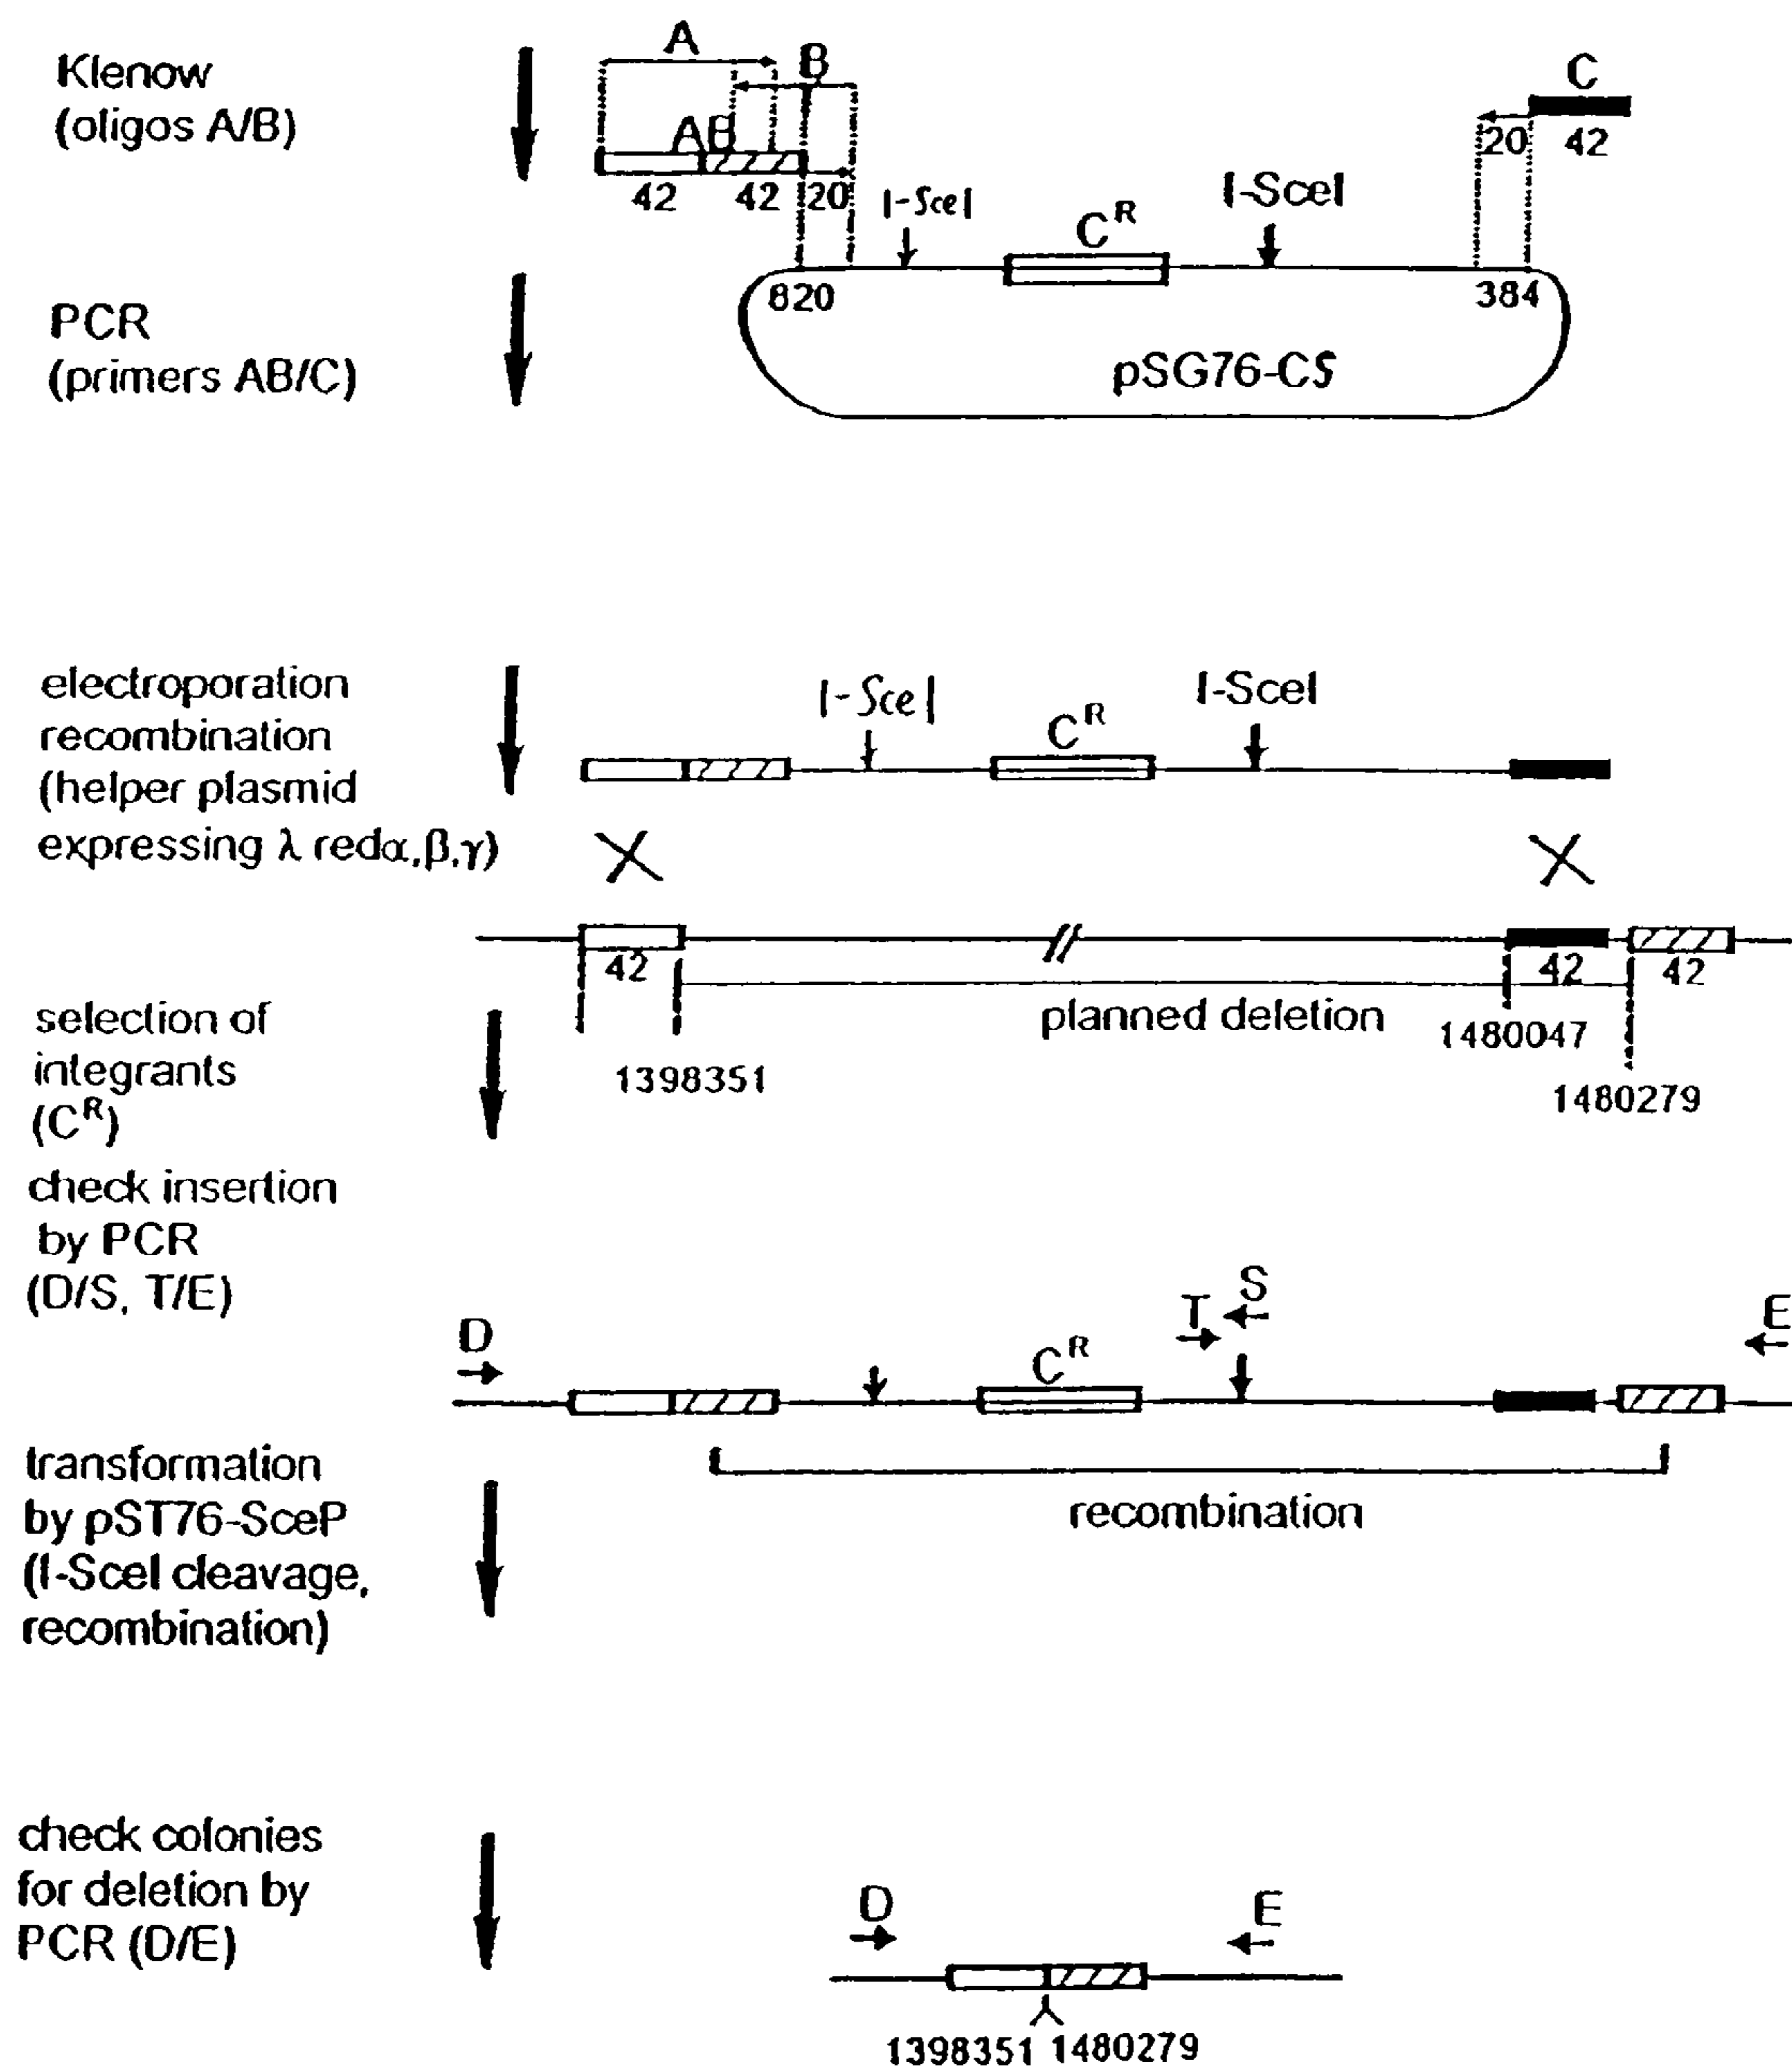 Klenow
(oligos A/B)
A
B
AB
42 42 20
C
20 42
I-SceI
C^R
I-SceI
PCR
(primers AB/C)
820
384
pSG76-CS
electroporation
recombination
(helper plasmid
expressing λ redα,β,γ)
I-SceI
C^R
I-SceI
42
42 42
planned deletion
1398351
1480047
1480279
selection of
integrants
(C^R)
check insertion
by PCR
(D/S, T/E)
D
C^R
T
S
E
recombination
transformation
by pST76-SceP
(I-SceI cleavage,
recombination)
check colonies
for deletion by
PCR (D/E)
D
E
1398351 1480279